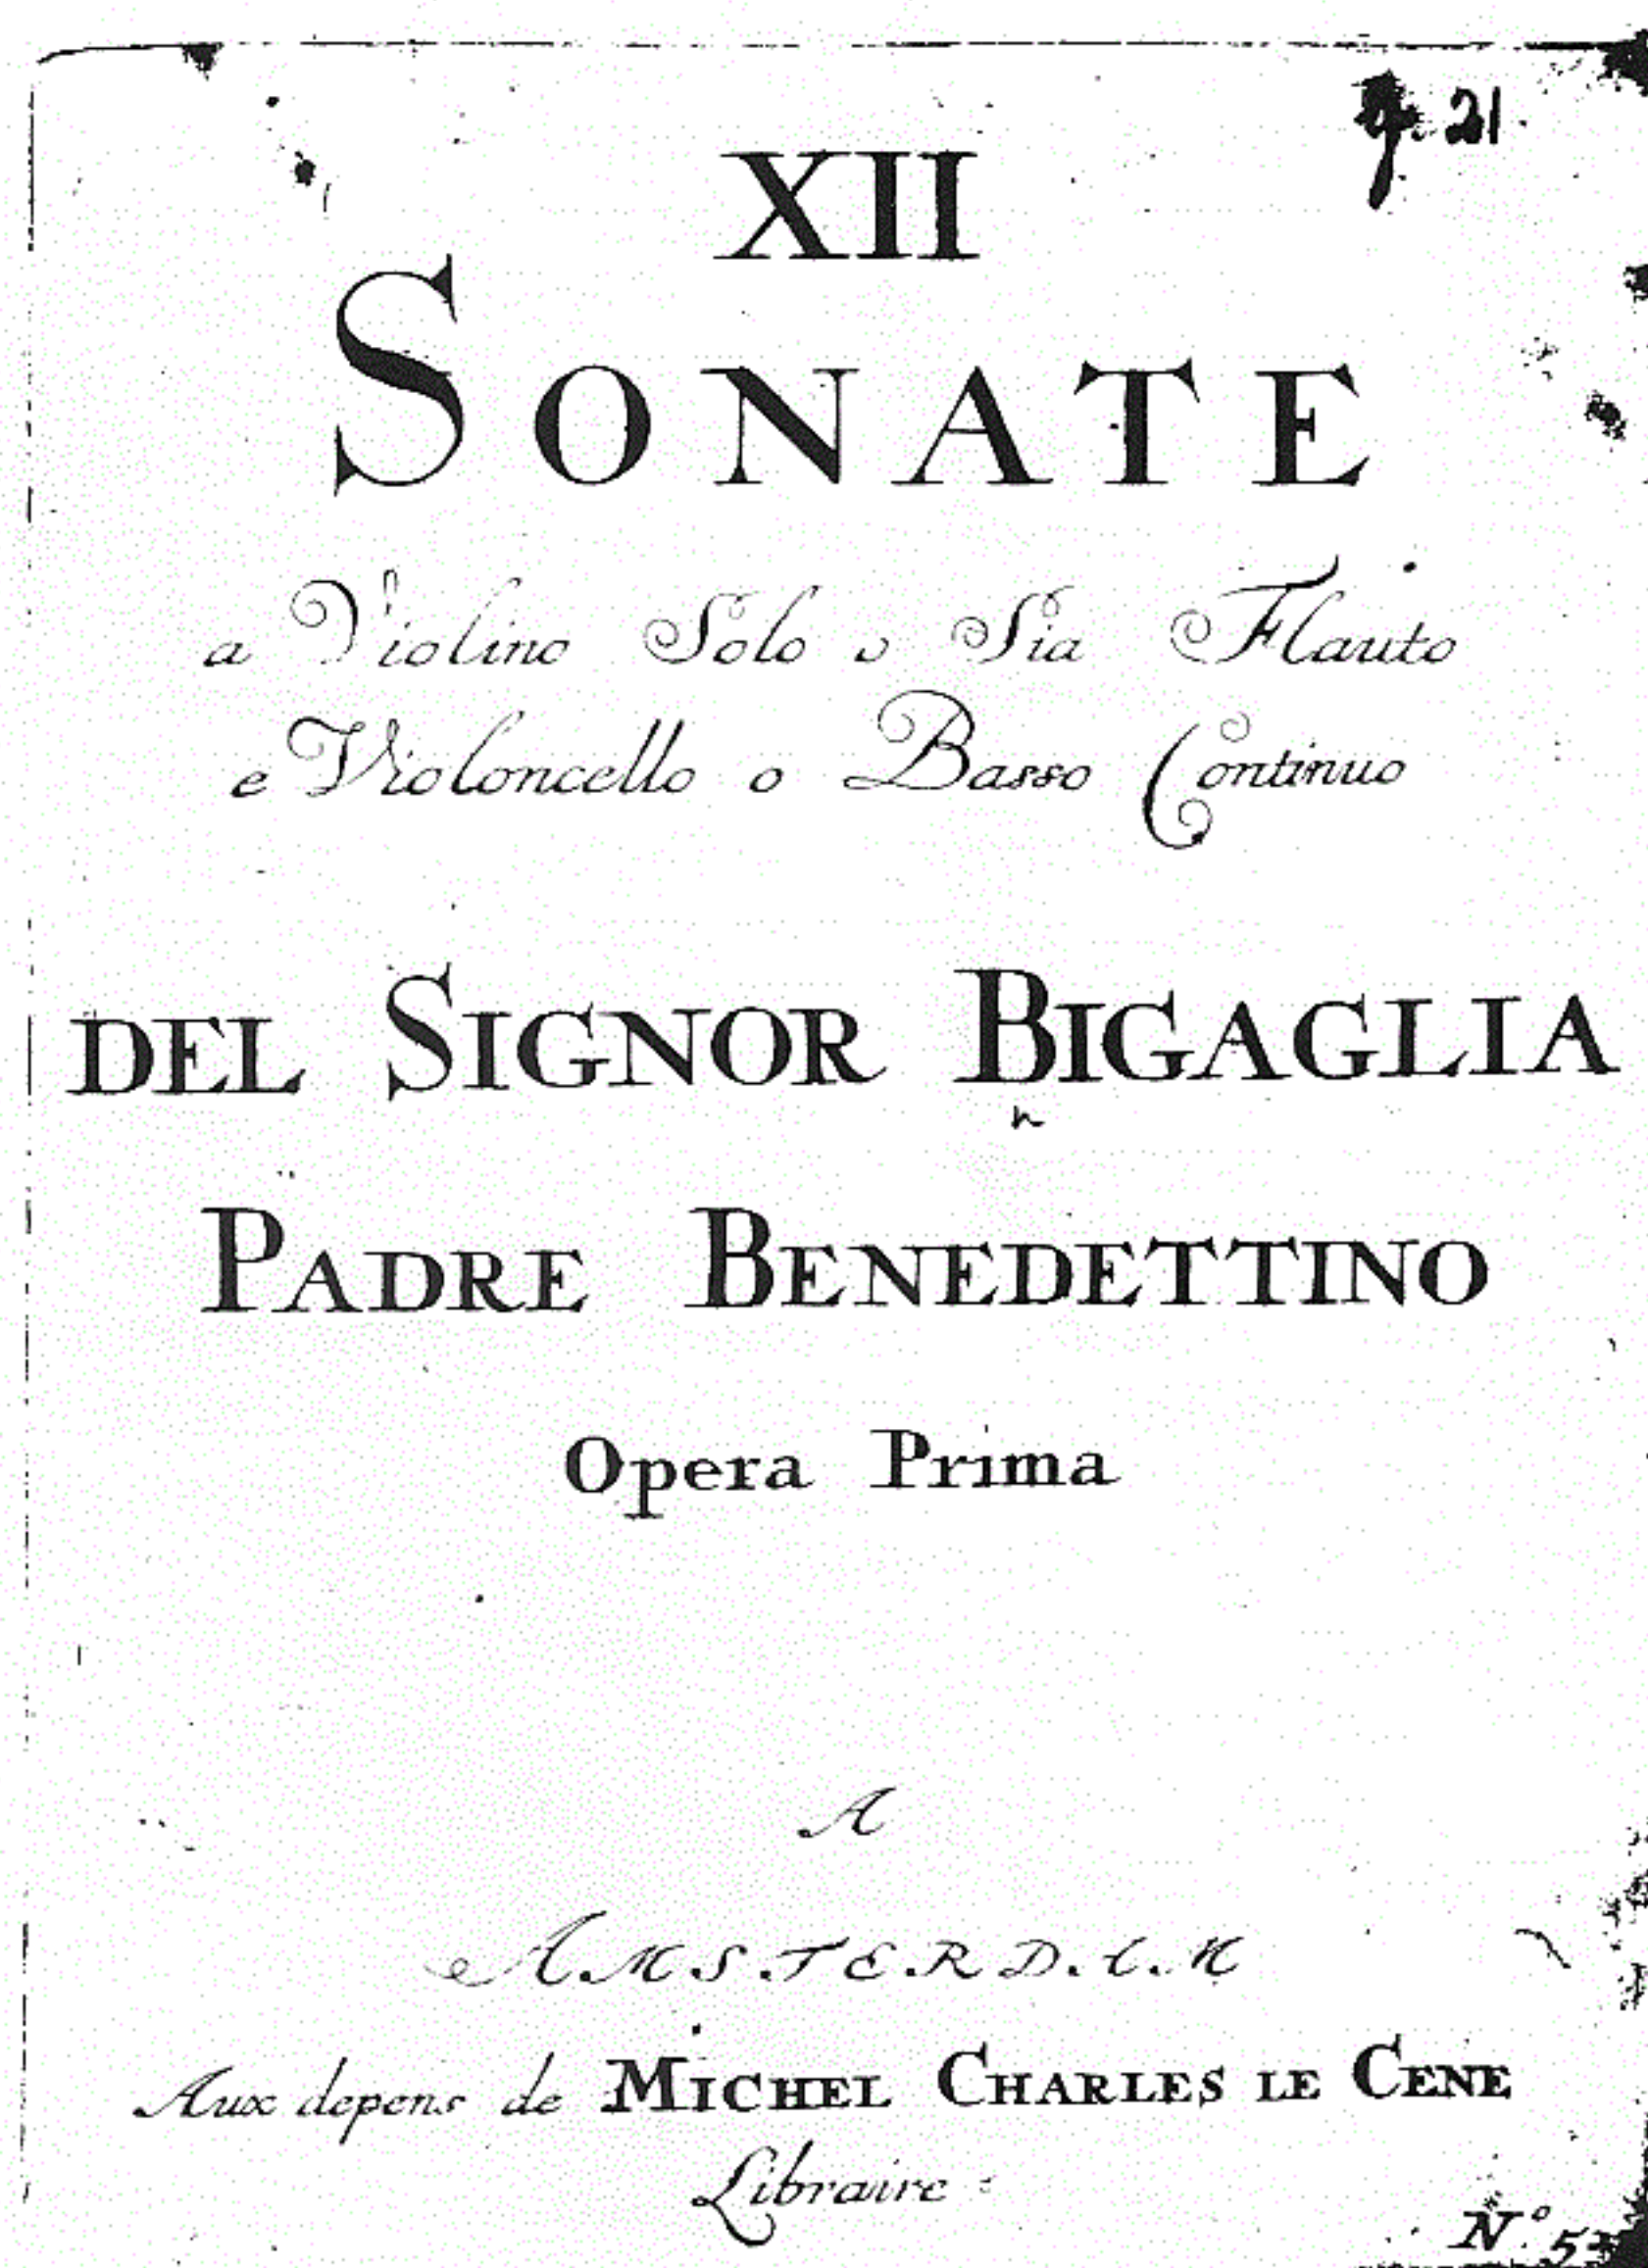 21.
XII
SONATE
a Violino Solo o Sia Flauto
e Violoncello o Basso Continuo
DEL SIGNOR BIGAGLIA
PADRE BENEDETTINO
Opera Prima
A
AMSTERDAM
Aux depens de MICHEL CHARLES LE CENE
Libraire
N.º